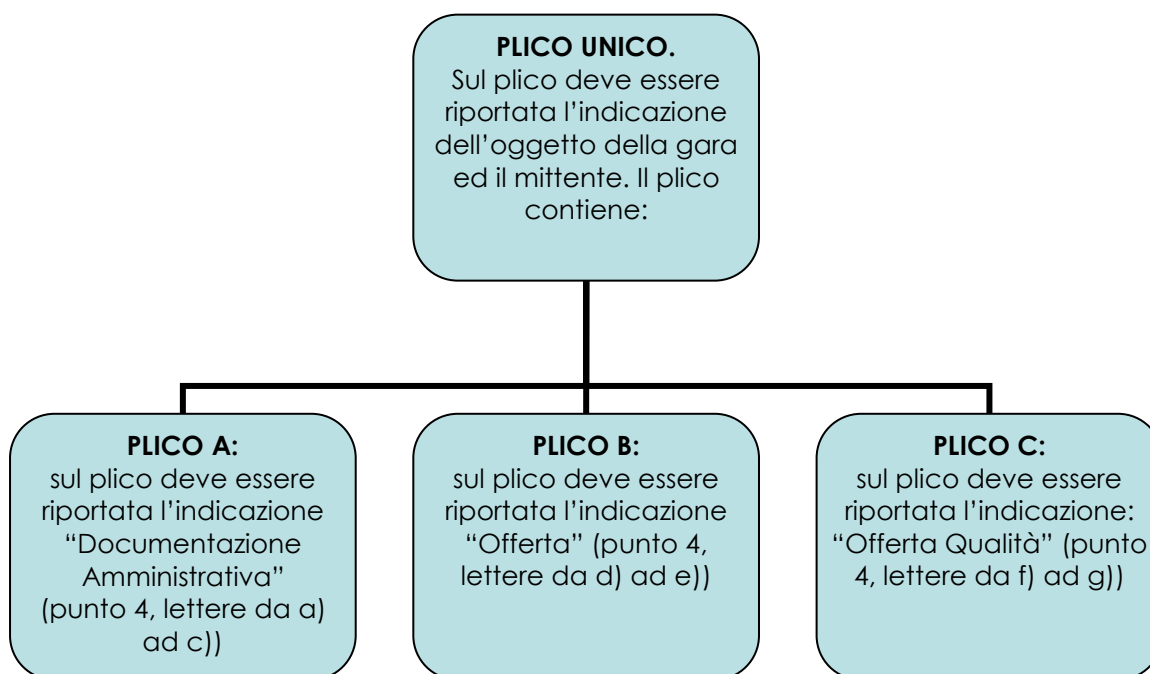 PLICO UNICO.
Sul plico deve essere
riportata l’indicazione
dell’oggetto della gara
ed il mittente. Il plico
contiene:
PLICO A:
sul plico deve essere
riportata l’indicazione
“Documentazione
Amministrativa”
(punto 4, lettere da a)
ad c))
PLICO B:
sul plico deve essere
riportata l’indicazione
“Offerta” (punto 4,
lettere da d) ad e))
PLICO C:
sul plico deve essere
riportata l’indicazione:
“Offerta Qualità” (punto
4, lettere da f) ad g))